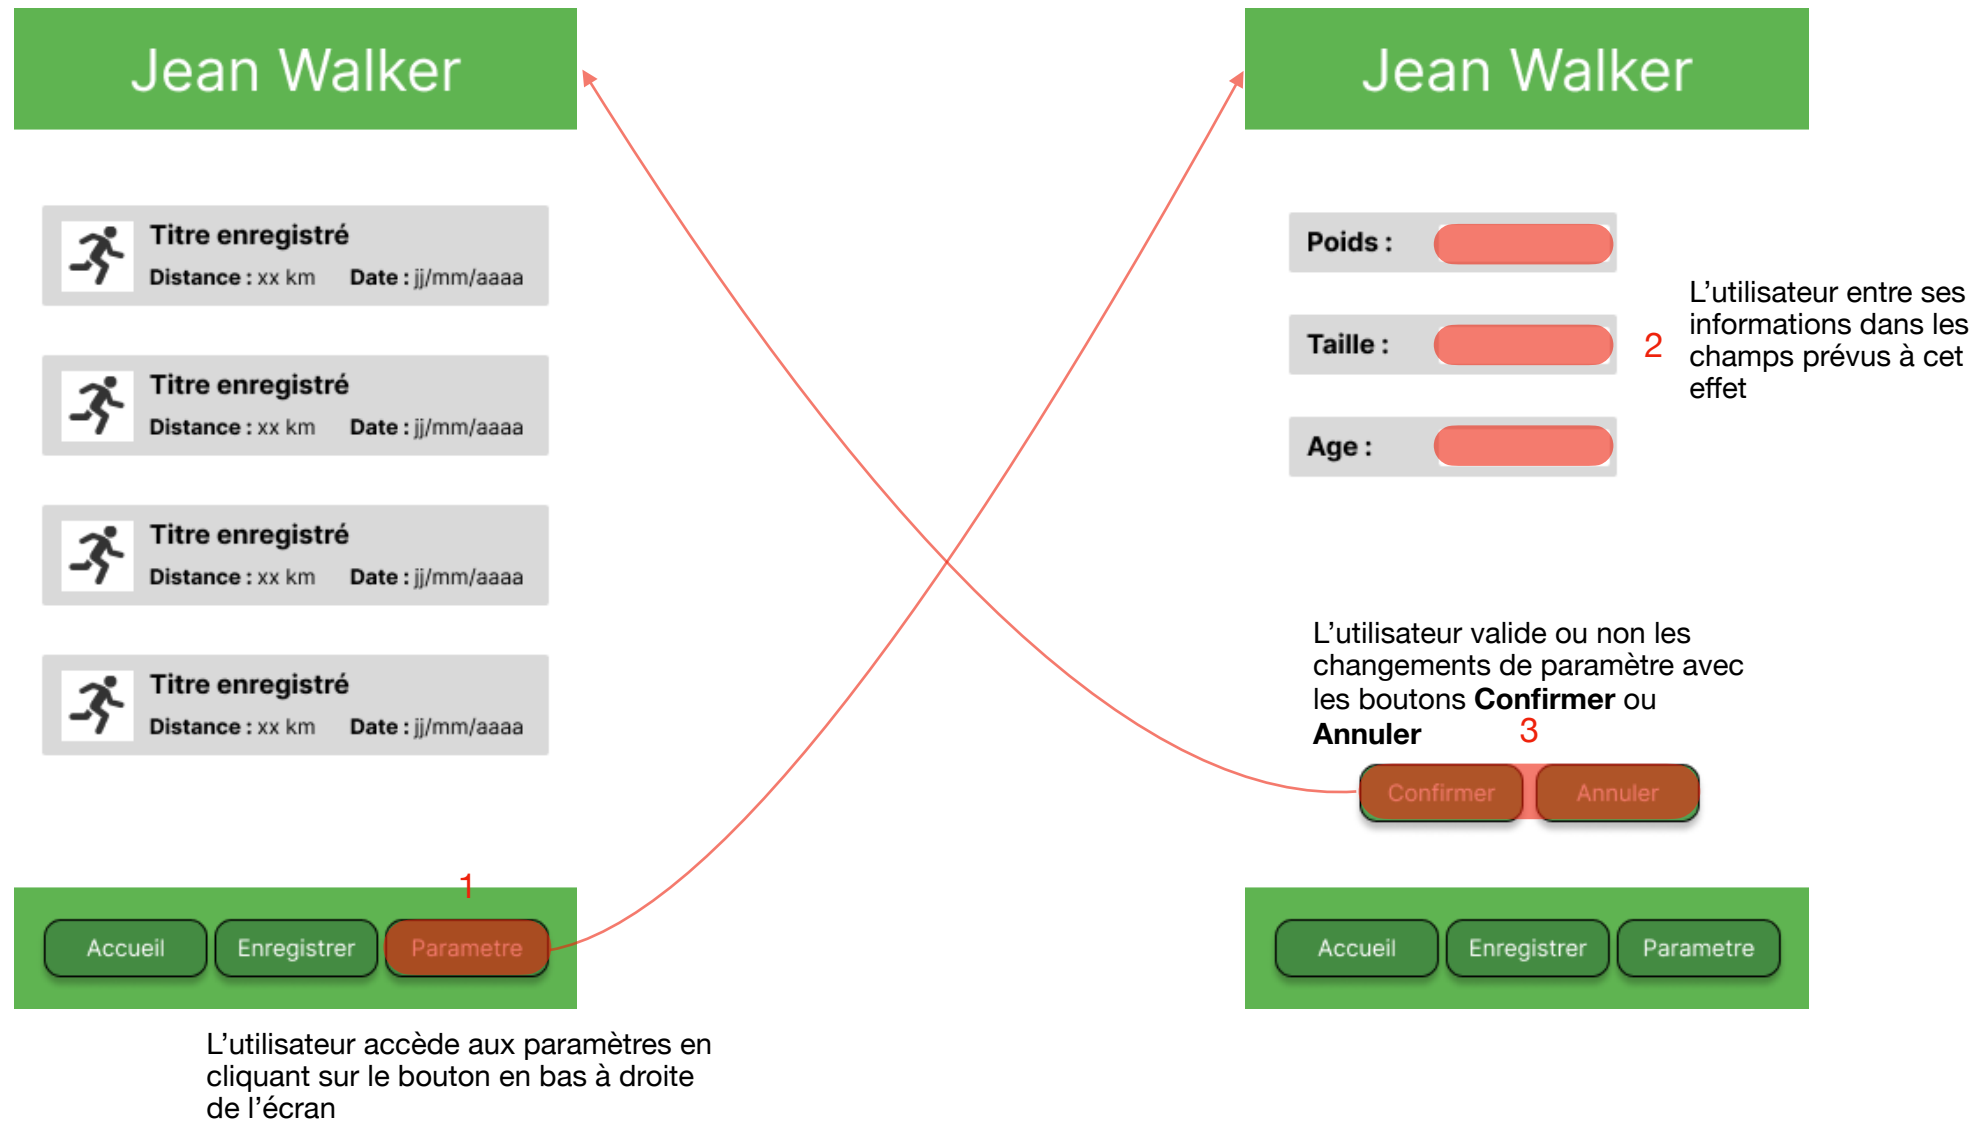 Jean Walker
Titre enregistré
Distance : xx km Date : jj/mm/aaaa
Titre enregistré
Distance : xx km Date : jj/mm/aaaa
Titre enregistré
Distance : xx km Date : jj/mm/aaaa
Titre enregistré
Distance : xx km Date : jj/mm/aaaa
1
Accueil Enregistrer Parametre
L’utilisateur accède aux paramètres en
cliquant sur le bouton en bas à droite
de l’écran
Jean Walker
Poids :
Taille :
Age :
2
L’utilisateur entre ses
informations dans les
champs prévus à cet
effet
L’utilisateur valide ou non les
changements de paramètre avec
les boutons Confirmer ou
Annuler
3
Confirmer Annuler
Accueil Enregistrer Parametre